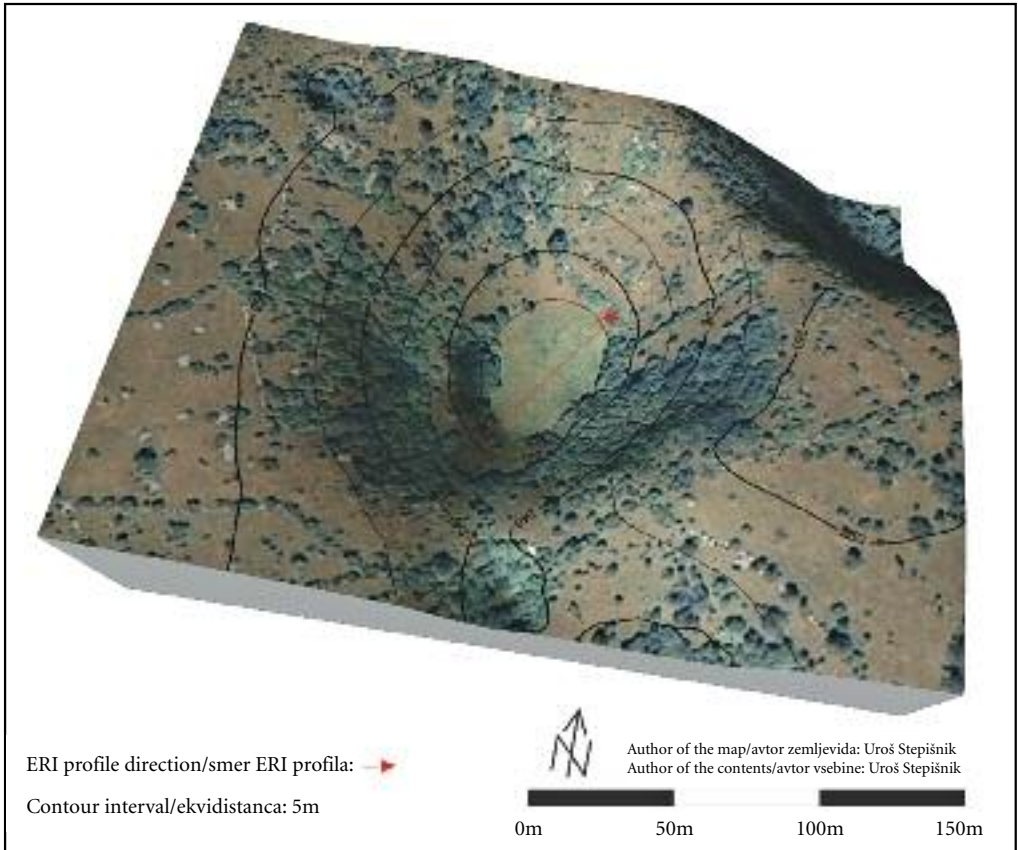 ERI profile direction/smer ERI profila:
Contour interval/ekvidistanca: 5m
N
Author of the map/avtor zemljevida: Uroš Stepišnik
Author of the contents/avtor vsebine: Uroš Stepišnik
0m 50m 100m 150m